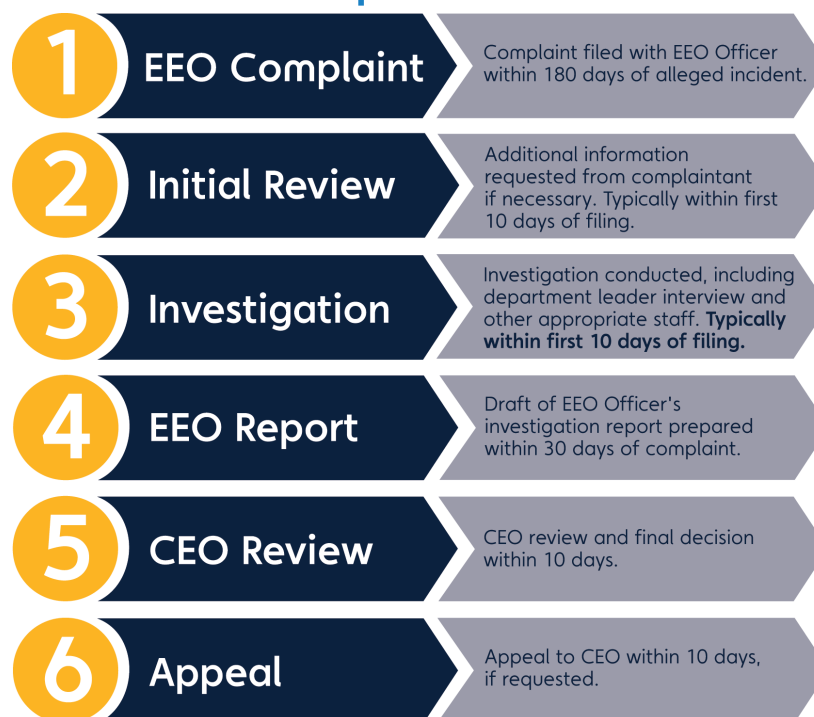 1
EEO Complaint
Complaint filed with EEO Officer
within 180 days of alleged incident.
2
Initial Review
Additional information
requested from complaintant
if necessary. Typically within first
10 days of filing.
3
Investigation
Investigation conducted, including
department leader interview and
other appropriate staff. Typically
within first 10 days of filing.
4
EEO Report
Draft of EEO Officer's
investigation report prepared
within 30 days of complaint.
5
CEO Review
CEO review and final decision
within 10 days.
6
Appeal
Appeal to CEO within 10 days,
if requested.